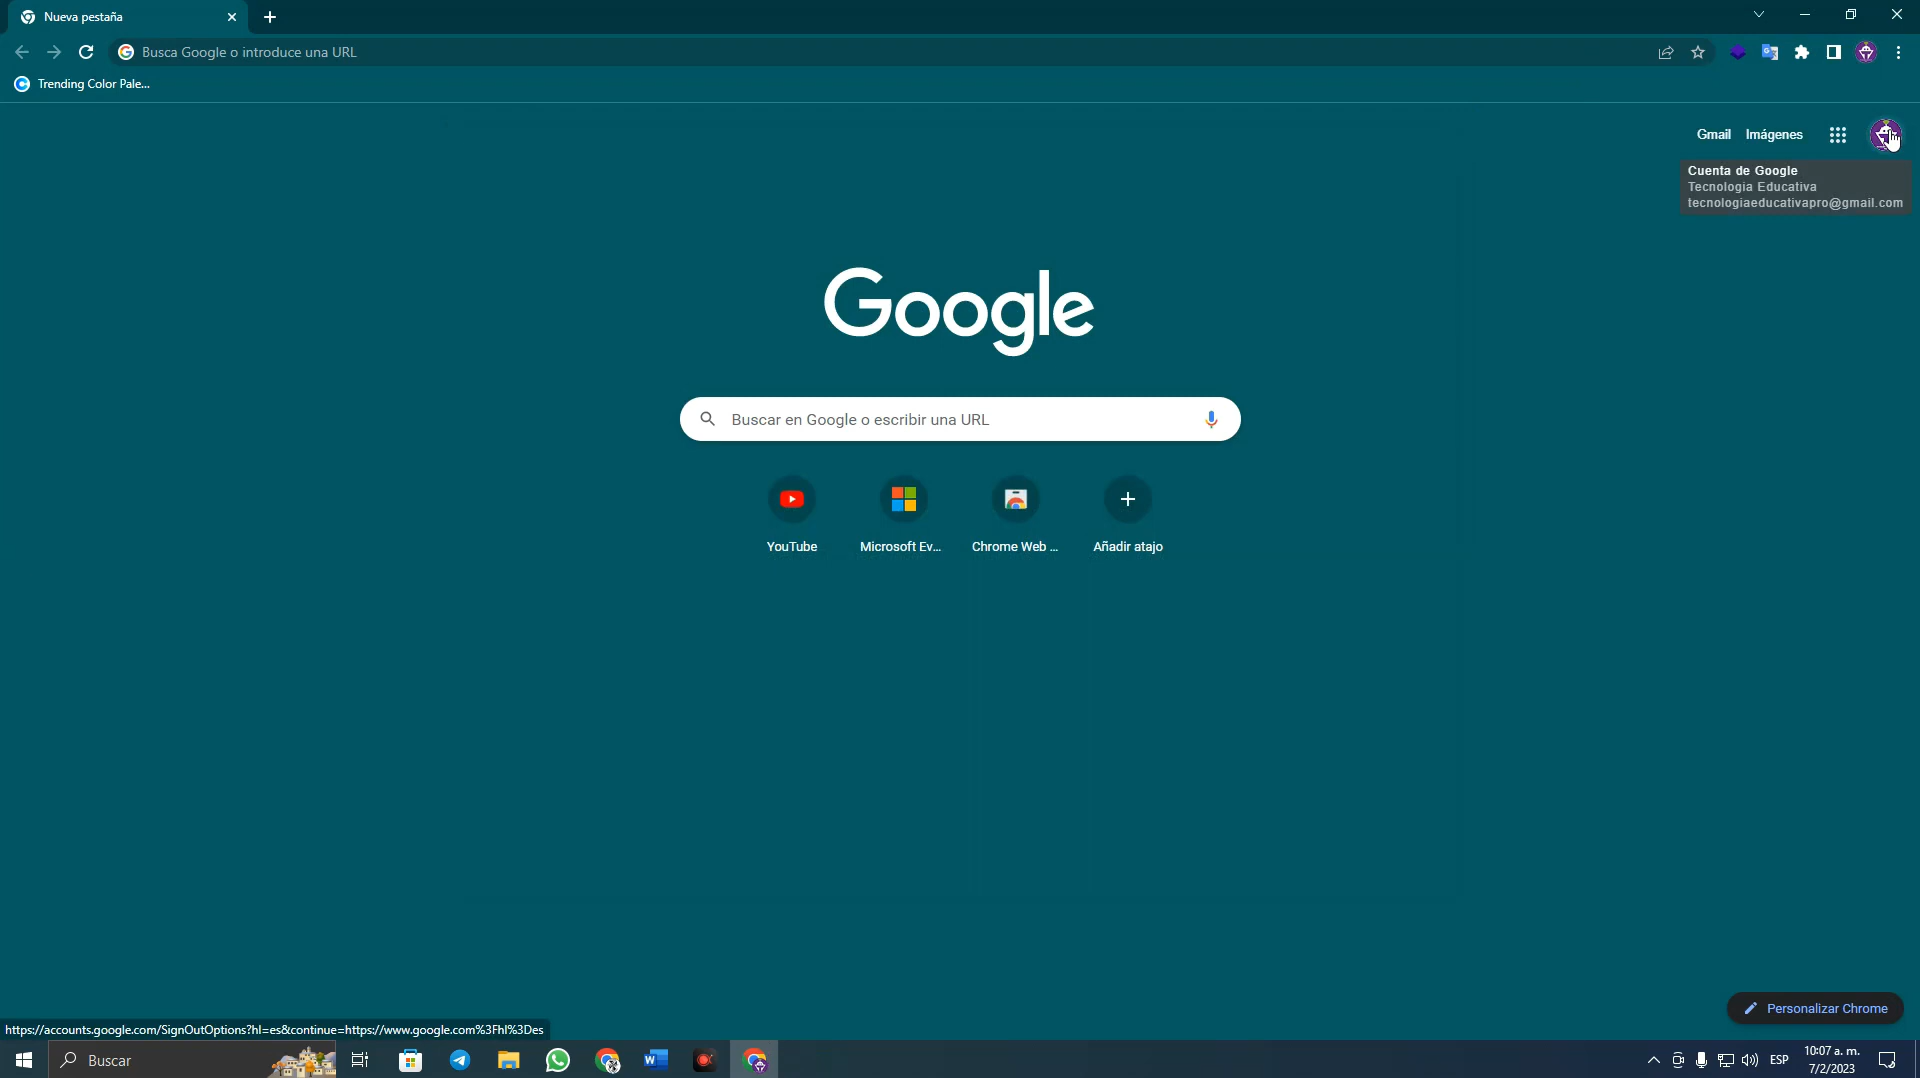 Nueva pestaña
Busca Google o introduce una URL
Trending Color Pale...
Gmail Imágenes
Cuenta de Google
Tecnologia Educativa
tecnologiaeducativapro@gmail.com
Google
Buscar en Google o escribir una URL
YouTube Microsoft Ev... Chrome Web ... Añadir atajo
Personalizar Chrome
https://accounts.google.com/SignOutOptions?hl=es&continue=https://www.google.com%3Fhl%3Des
Buscar
ESP
10:07 a. m.
7/2/2023